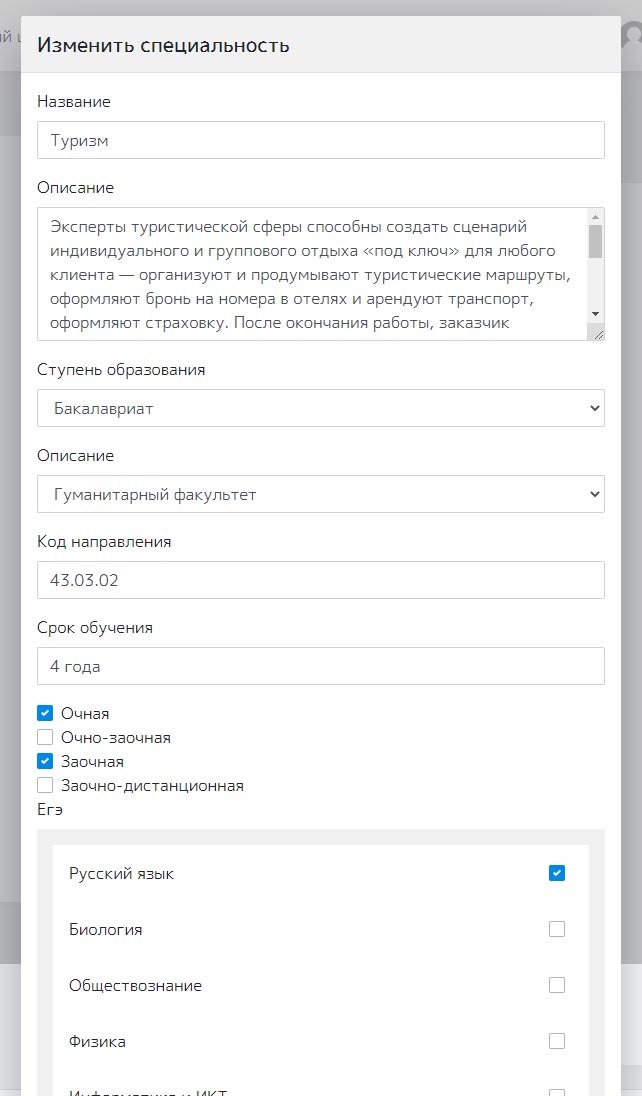 Изменить специальность
Название
Туризм
Описание
Эксперты туристической сферы способны создать сценарий
индивидуального и группового отдыха «под ключ» для любого
клиента — организуют и продумывают туристические маршруты,
оформляют бронь на номера в отелях и арендуют транспорт,
оформляют страховку. После окончания работы, заказчик
Ступень образования
Бакалавриат
Описание
Гуманитарный факультет
Код направления
43.03.02
Срок обучения
4 года
Очная
Очно-заочная
Заочная
Заочно-дистанционная
Егэ
Русский язык
Биология
Обществознание
Физика
Информатика и ИКТ